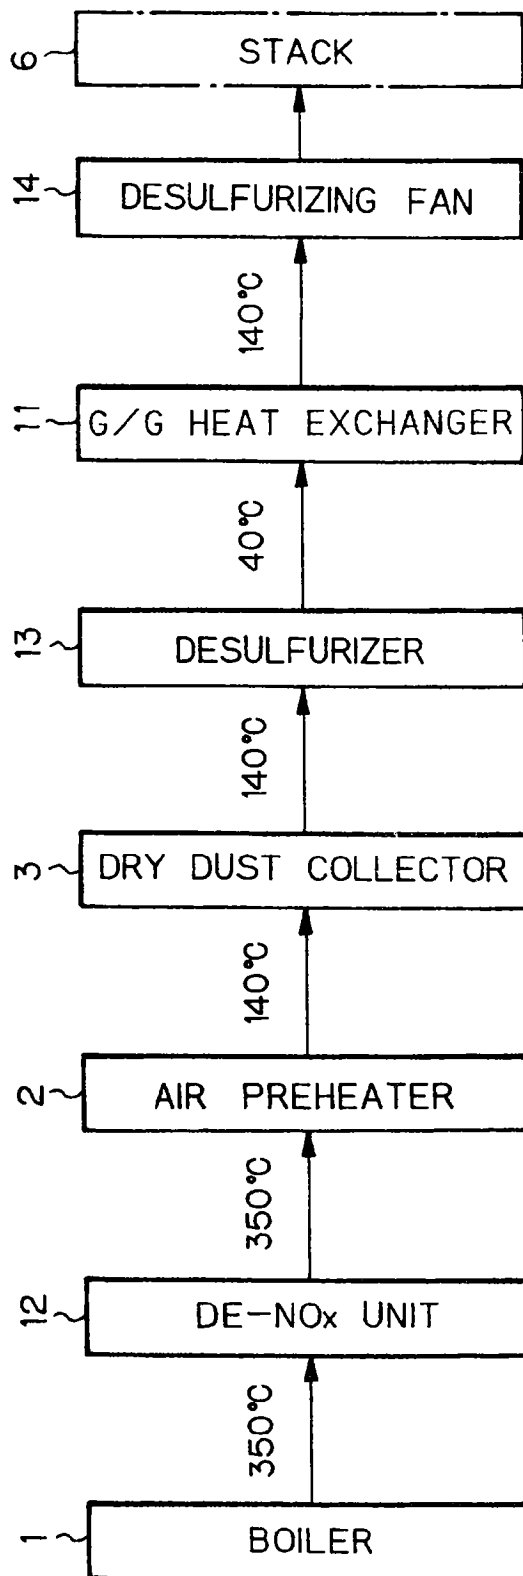 6
STACK
14
DESULFURIZING FAN
140°C
11
G/G HEAT EXCHANGER
40°C
13
DESULFURIZER
140°C
3
DRY DUST COLLECTOR
140°C
2
AIR PREHEATER
350°C
12
DE-NOx UNIT
350°C
1
BOILER